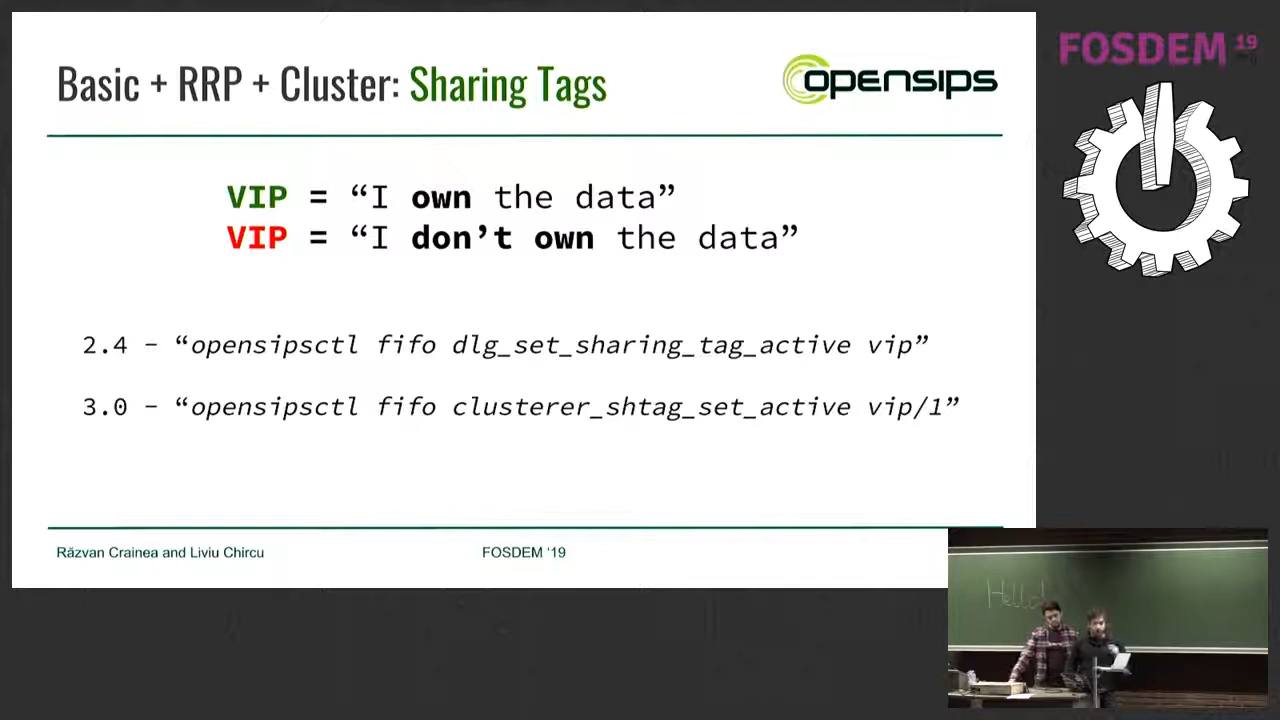 Basic + RRP + Cluster: Sharing Tags
opensips
FOSDEM '19
VIP = “I own the data”
VIP = “I don’t own the data”
2.4 - “opensipsctl fifo dlg_set_sharing_tag_active vip”
3.0 - “opensipsctl fifo clusterer_shtag_set_active vip/1”
Răzvan Crainea and Liviu Chircu
FOSDEM ‘19
Hello!